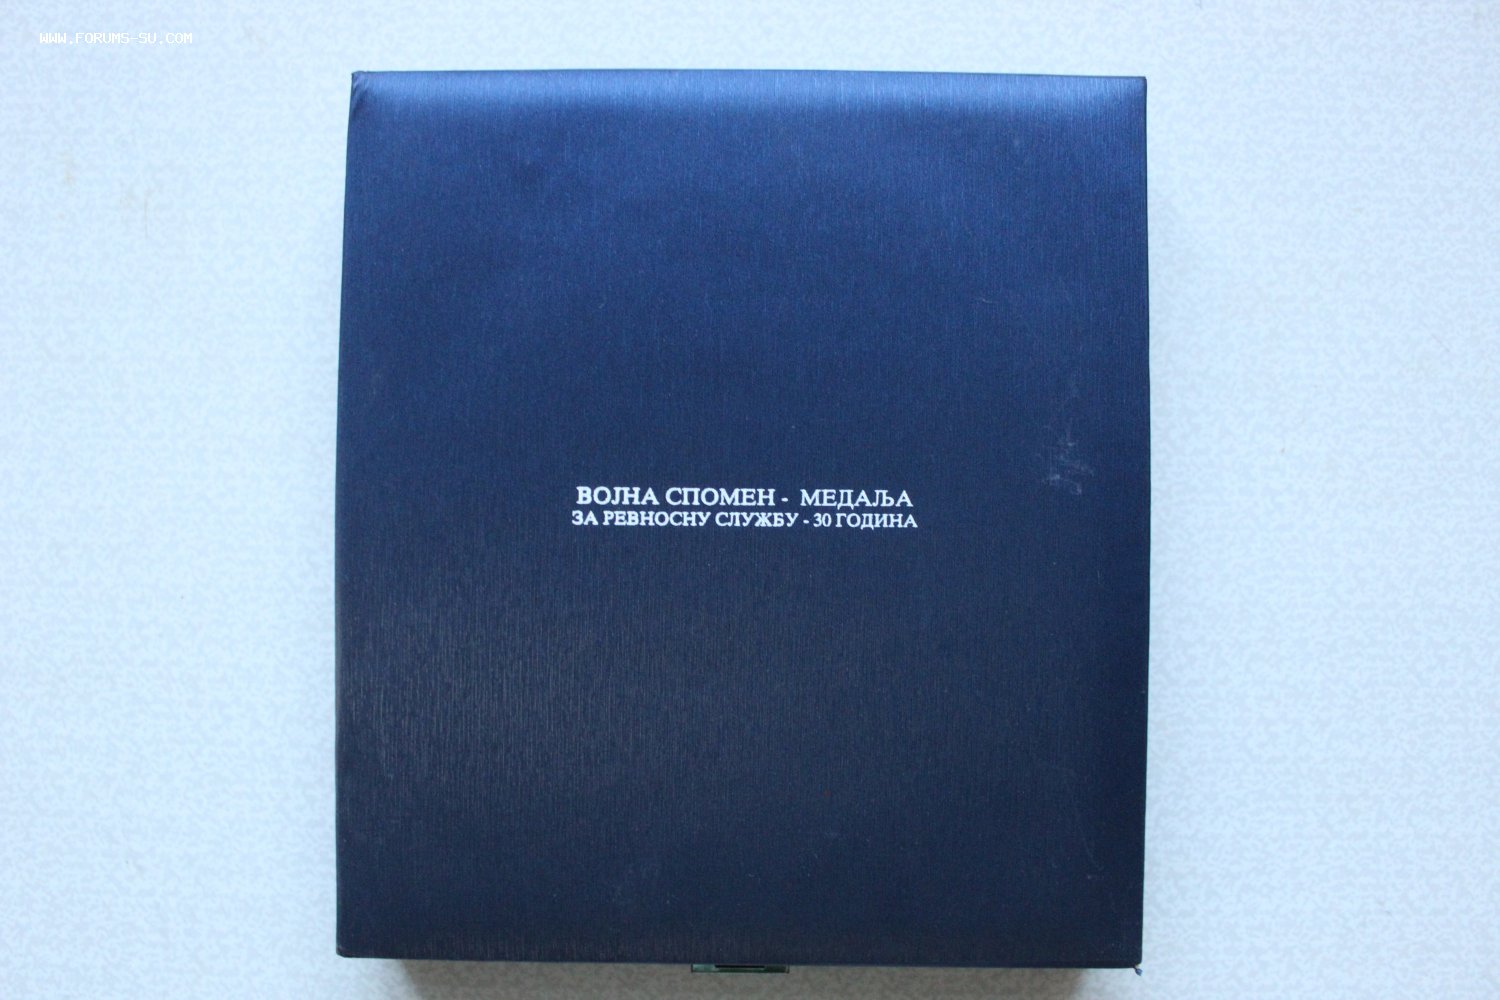 WWW.FORUMS-SU.COM
ВОЈНА СПОМЕН - МЕДАЉА
ЗА РЕВНОСНУ СЛУЖБУ - 30 ГОДИНА